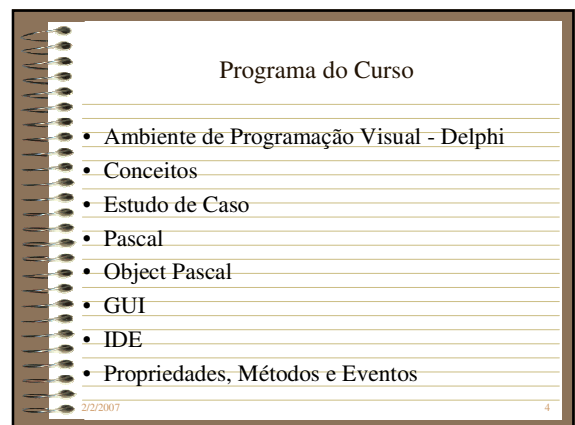 Programa do Curso
• Ambiente de Programação Visual - Delphi
• Conceitos
• Estudo de Caso
• Pascal
• Object Pascal
• GUI
• IDE
• Propriedades, Métodos e Eventos
2/2/2007 4